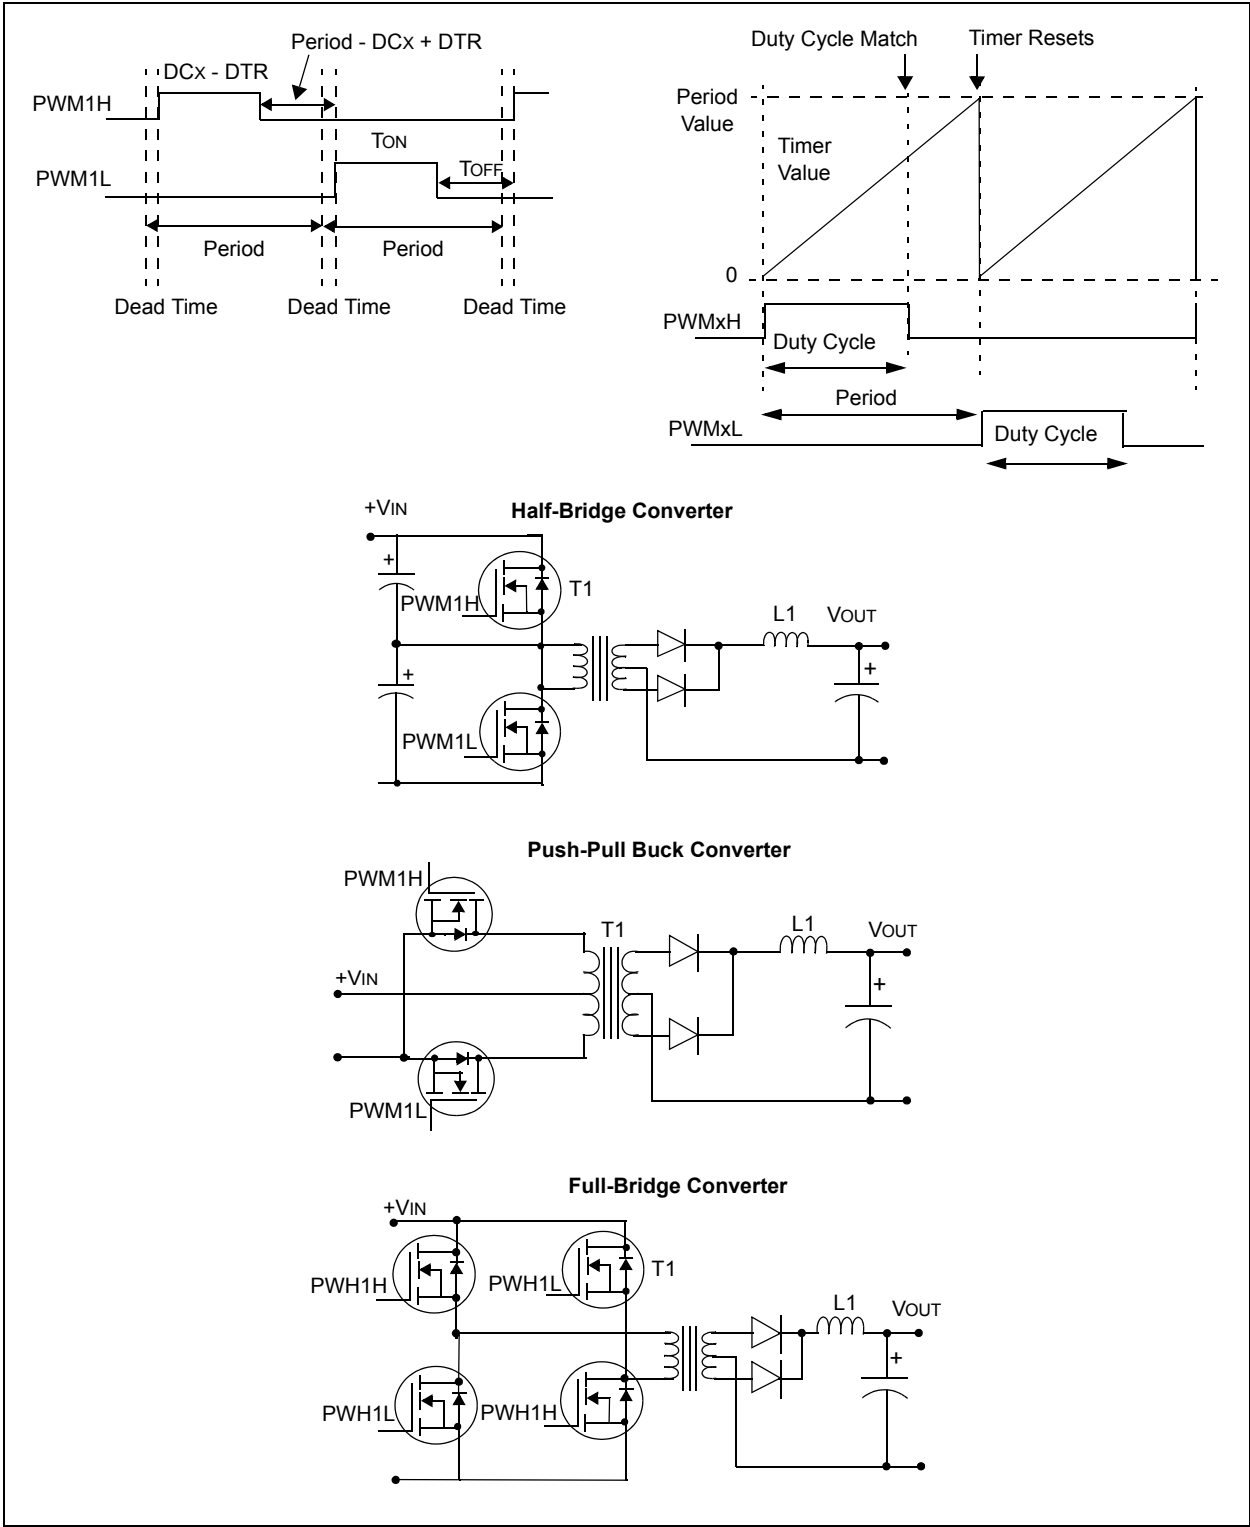 Period - DCx + DTR
DCx - DTR
PWM1H
TON
PWM1L
TOFF
Period
Period
Dead Time
Dead Time
Dead Time
Duty Cycle Match
Timer Resets
Period
Value
Timer
Value
0
PWMxH
Duty Cycle
Period
PWMxL
Duty Cycle
Half-Bridge Converter
+VIN
+
T1
PWM1H
L1
VOUT
+
+
PWM1L
Push-Pull Buck Converter
PWM1H
T1
L1
VOUT
+VIN
+
PWM1L
Full-Bridge Converter
+VIN
T1
PWH1H
PWH1L
L1
VOUT
+
PWH1L
PWH1H